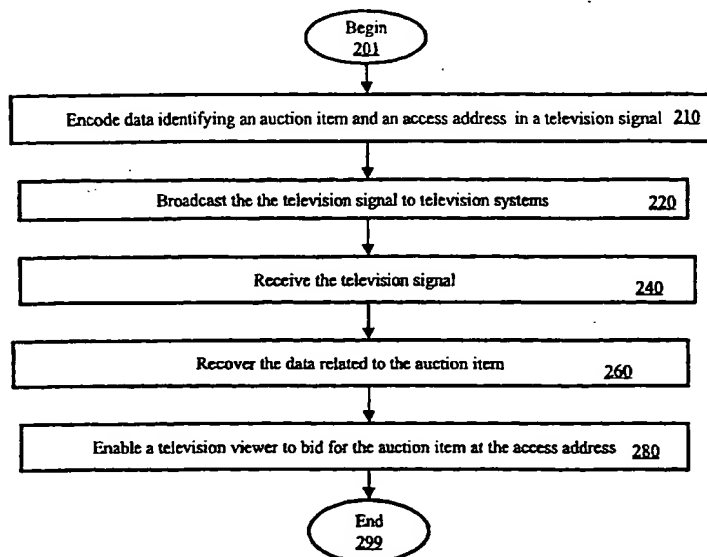 Begin
201
Encode data identifying an auction item and an access address in a television signal 210
Broadcast the the television signal to television systems 220
Receive the television signal 240
Recover the data related to the auction item 260
Enable a television viewer to bid for the auction item at the access address 280
End
299